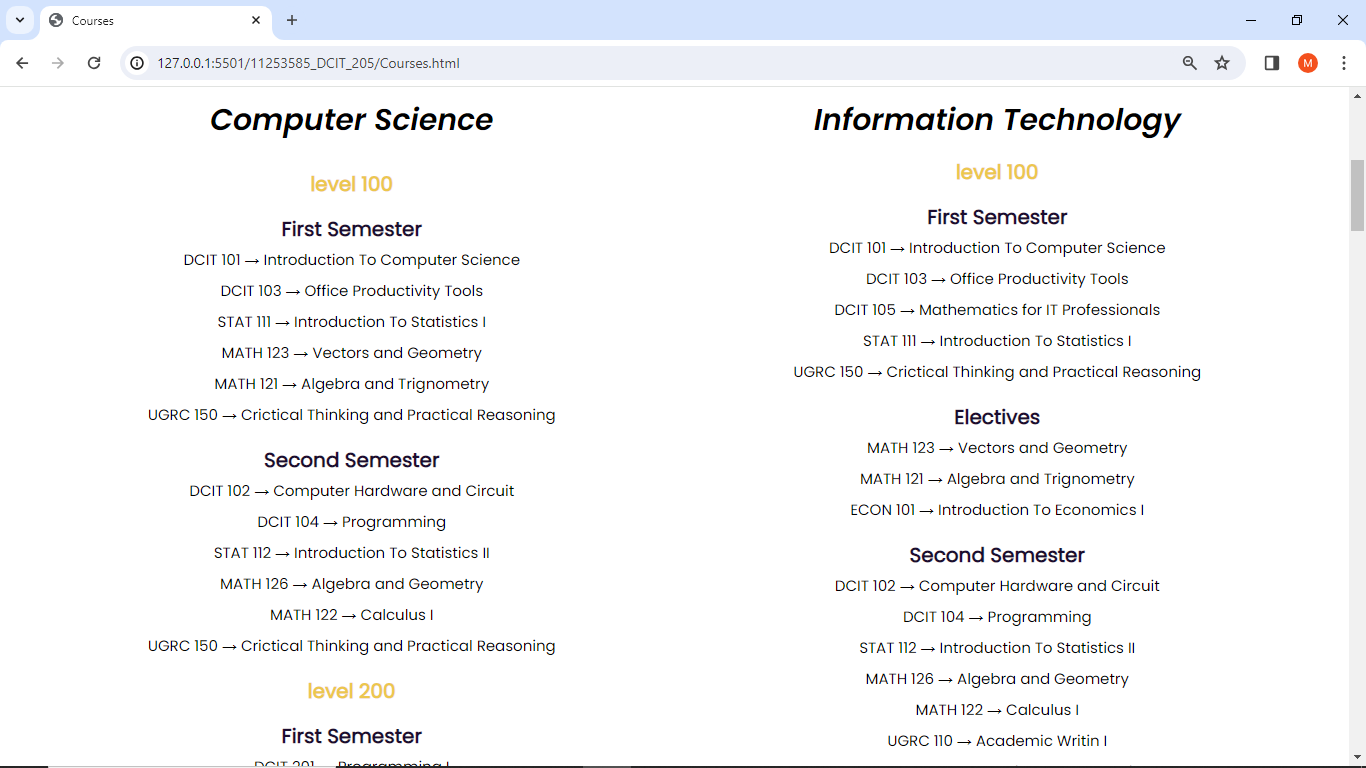 Courses
127.0.0.1:5501/11253585_DCIT_205/Courses.html
M
Computer Science
level 100
First Semester
DCIT 101 → Introduction To Computer Science
DCIT 103 → Office Productivity Tools
STAT 111 → Introduction To Statistics I
MATH 123 → Vectors and Geometry
MATH 121 → Algebra and Trignometry
UGRC 150 → Crictical Thinking and Practical Reasoning
Second Semester
DCIT 102 → Computer Hardware and Circuit
DCIT 104 → Programming
STAT 112 → Introduction To Statistics II
MATH 126 → Algebra and Geometry
MATH 122 → Calculus I
UGRC 150 → Crictical Thinking and Practical Reasoning
level 200
First Semester
DCIT 201 → Programming I
Information Technology
level 100
First Semester
DCIT 101 → Introduction To Computer Science
DCIT 103 → Office Productivity Tools
DCIT 105 → Mathematics for IT Professionals
STAT 111 → Introduction To Statistics I
UGRC 150 → Crictical Thinking and Practical Reasoning
Electives
MATH 123 → Vectors and Geometry
MATH 121 → Algebra and Trignometry
ECON 101 → Introduction To Economics I
Second Semester
DCIT 102 → Computer Hardware and Circuit
DCIT 104 → Programming
STAT 112 → Introduction To Statistics II
MATH 126 → Algebra and Geometry
MATH 122 → Calculus I
UGRC 110 → Academic Writin I